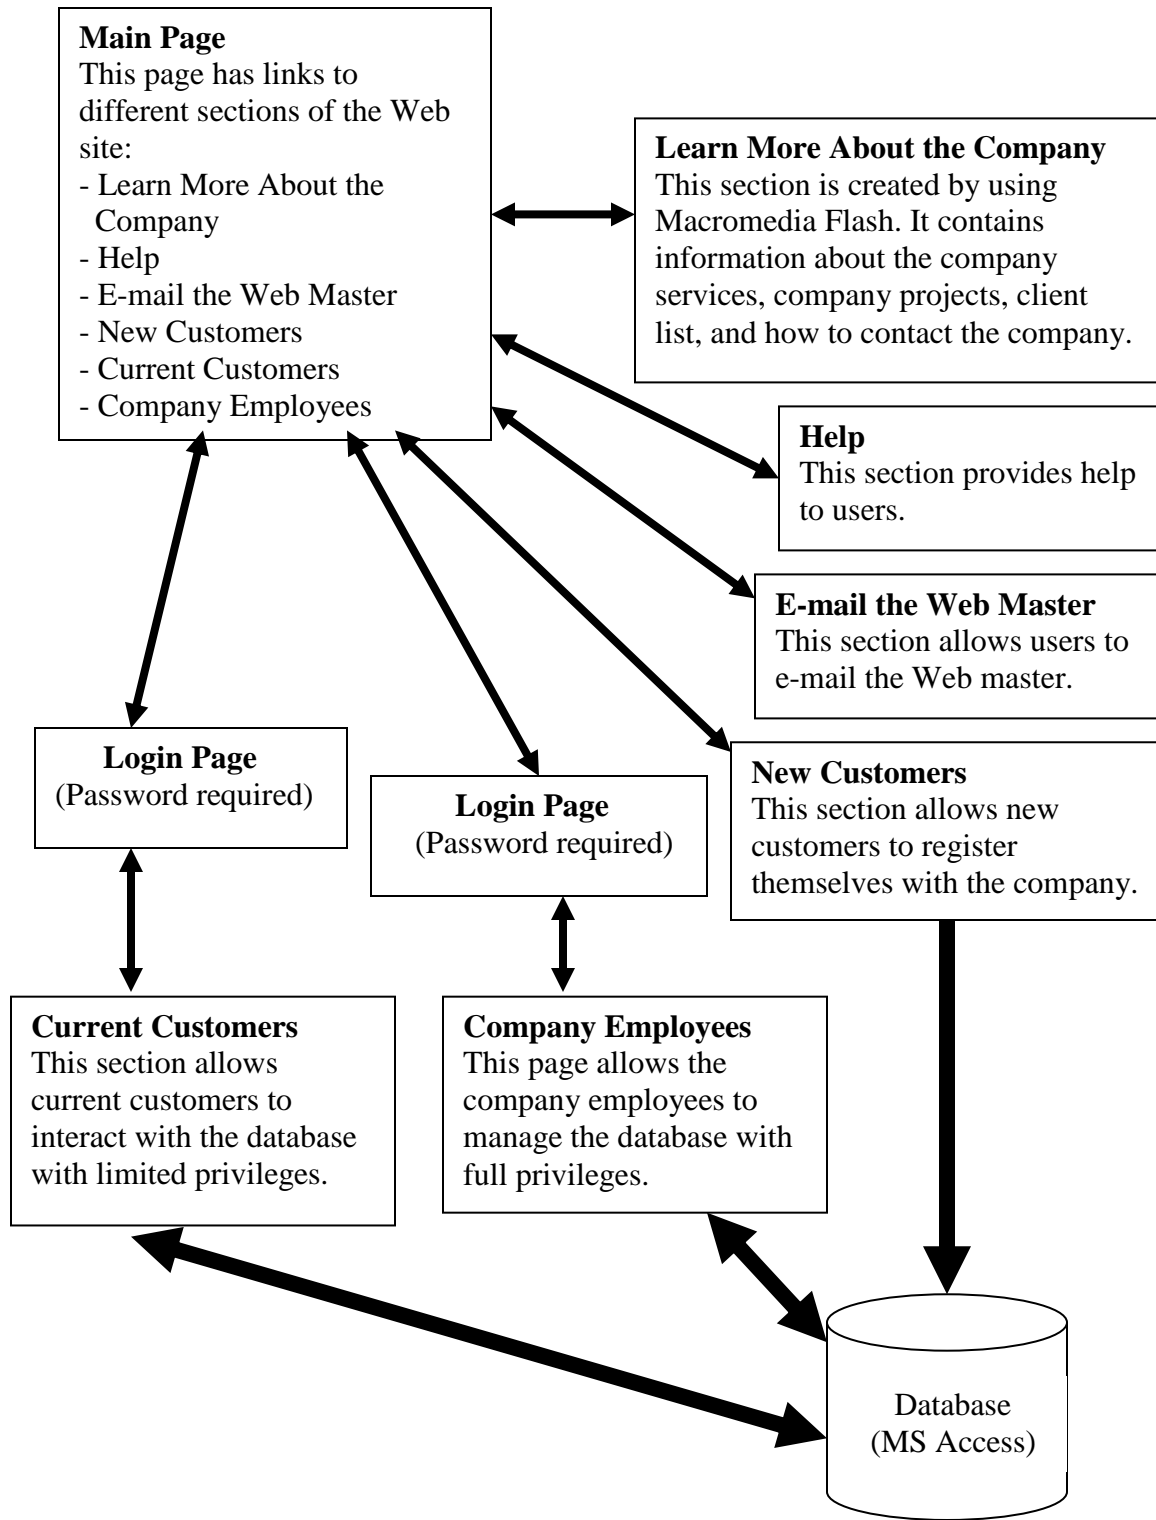 Main Page
This page has links to
different sections of the Web
site:
- Learn More About the
Company
- Help
- E-mail the Web Master
- New Customers
- Current Customers
- Company Employees
Learn More About the Company
This section is created by using
Macromedia Flash. It contains
information about the company
services, company projects, client
list, and how to contact the company.
Help
This section provides help
to users.
E-mail the Web Master
This section allows users to
e-mail the Web master.
Login Page
(Password required)
Login Page
(Password required)
New Customers
This section allows new
customers to register
themselves with the company.
Current Customers
This section allows
current customers to
interact with the database
with limited privileges.
Company Employees
This page allows the
company employees to
manage the database with
full privileges.
Database
(MS Access)